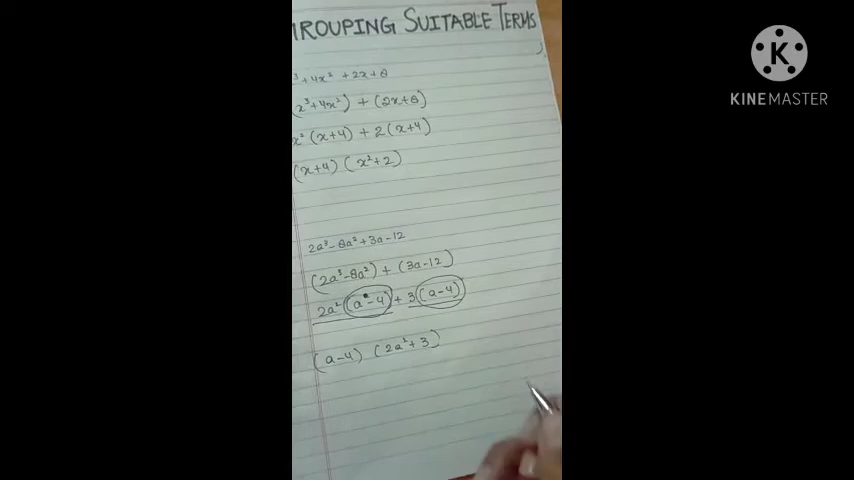 GROUPING SUITABLE TERMS
³+4x²+2x+8
(x³+4x²)+(2x+8)
x²(x+4)+2(x+4)
(x+4)(x²+2)
2a³-8a²+3a-12
(2a³-8a²)+(3a-12)
2a²(a-4)+3(a-4)
(a-4)(2a²+3)
K
KINEMASTER